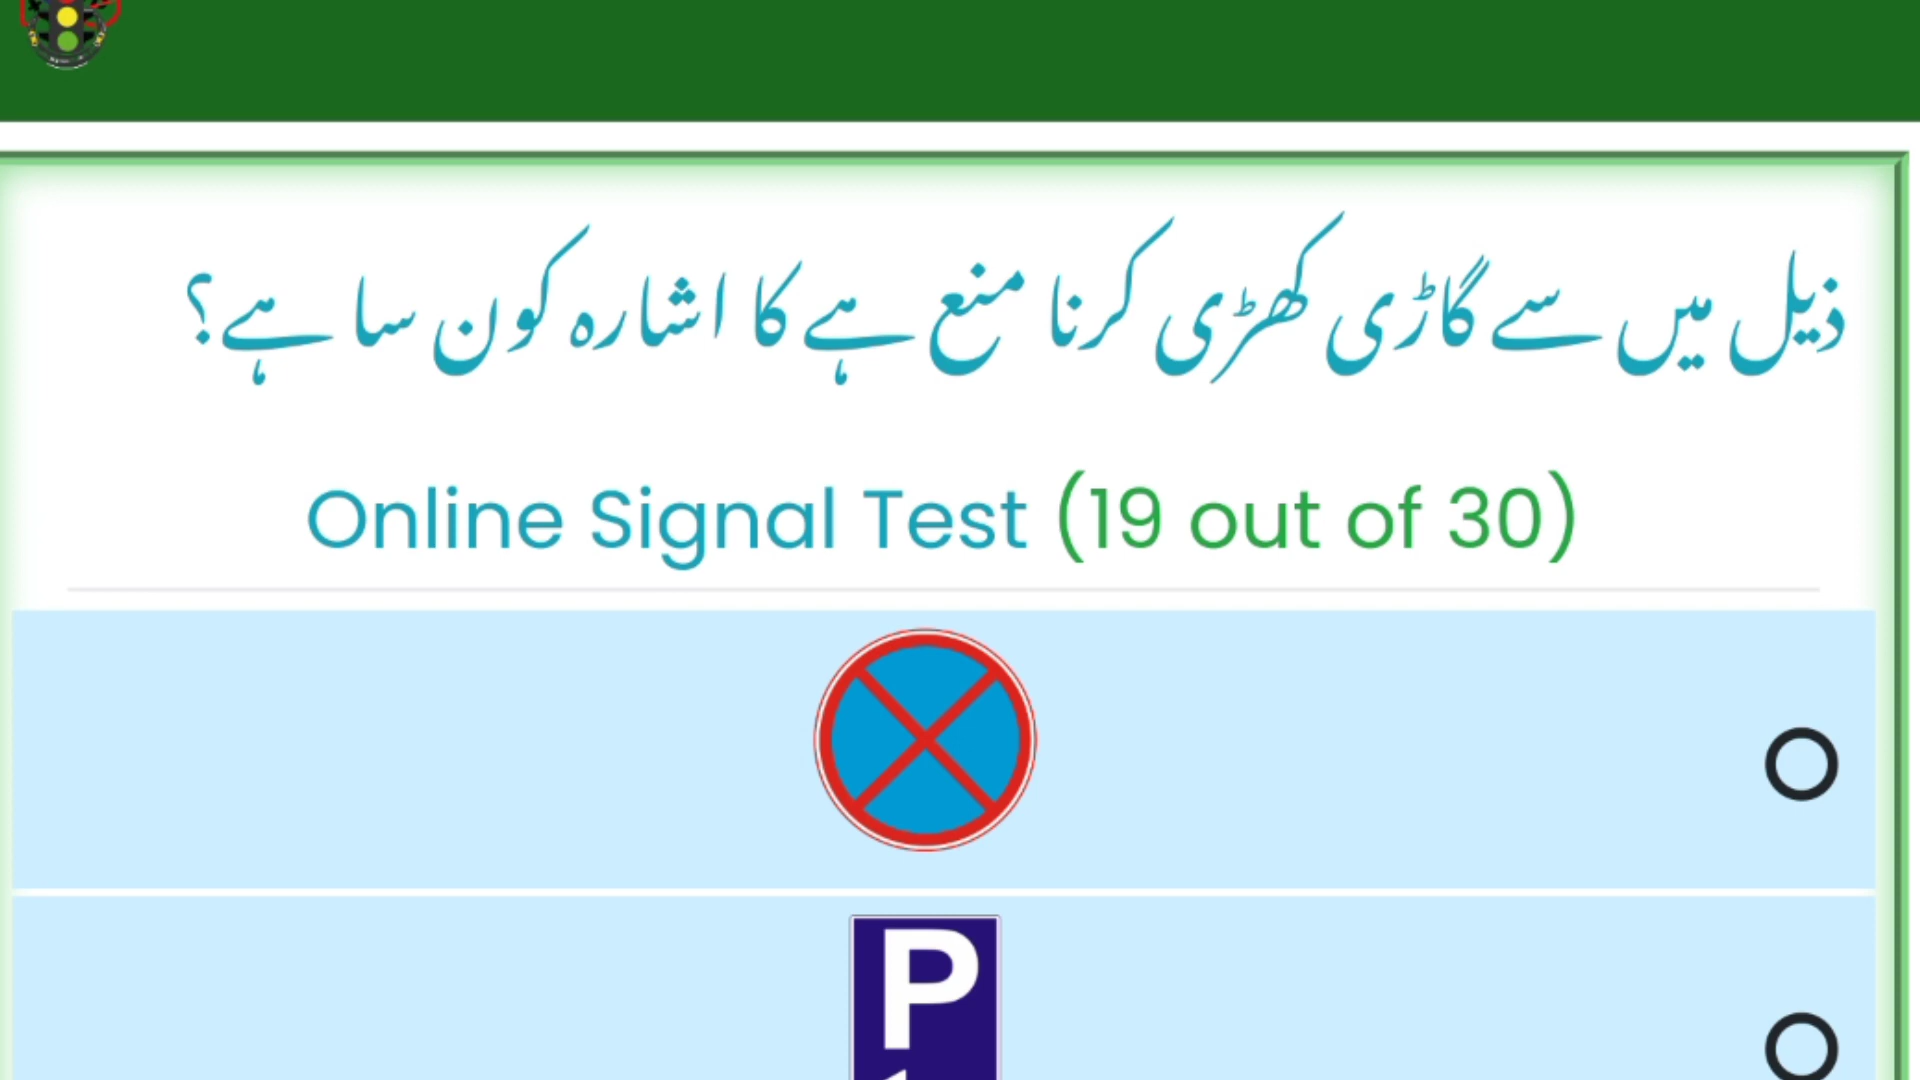 ذیل میں سے گاڑی کھڑی کرنا منع ہے کا اشارہ کون سا ہے؟
Online Signal Test (19 out of 30)
P